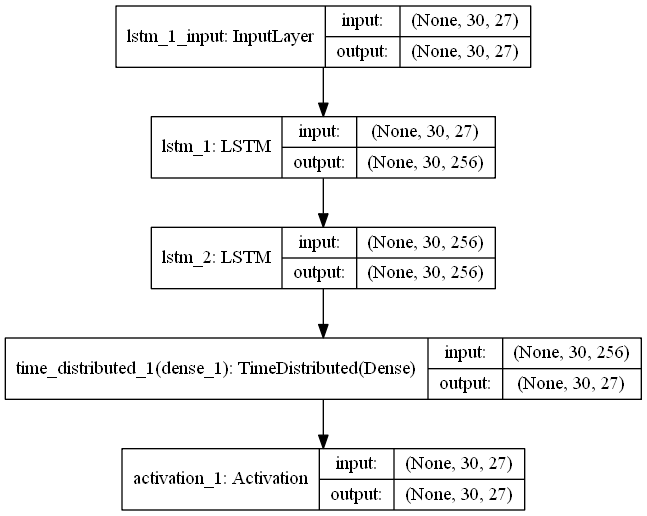 lstm_1_input: InputLayer
input: (None, 30, 27)
output: (None, 30, 27)
lstm_1: LSTM
input: (None, 30, 27)
output: (None, 30, 256)
lstm_2: LSTM
input: (None, 30, 256)
output: (None, 30, 256)
time_distributed_1(dense_1): TimeDistributed(Dense)
input: (None, 30, 256)
output: (None, 30, 27)
activation_1: Activation
input: (None, 30, 27)
output: (None, 30, 27)